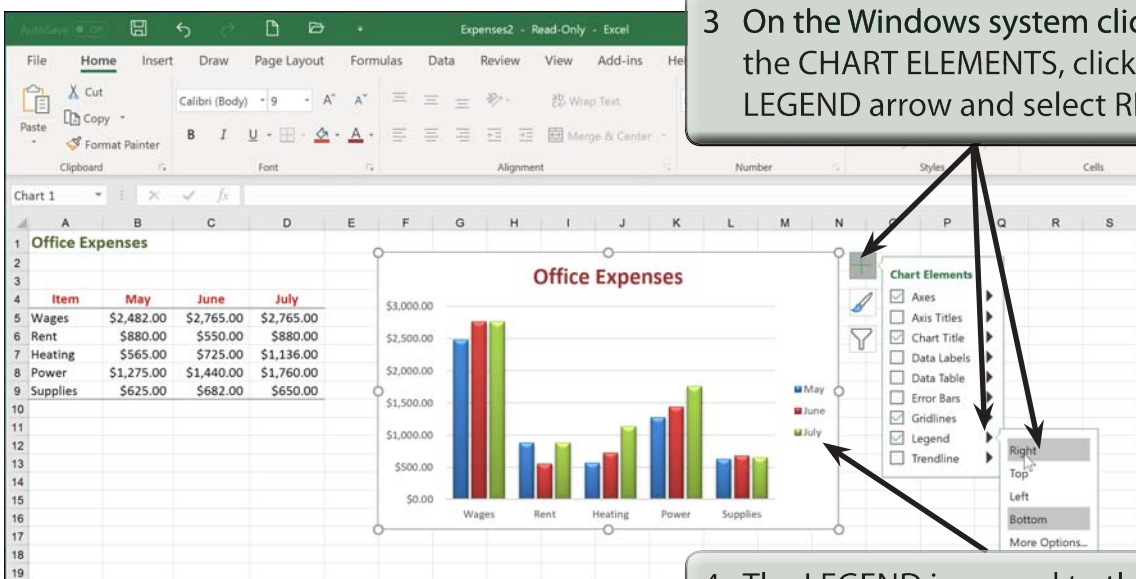 AutoSave Off
Expenses2 - Read-Only - Excel
File Home Insert Draw Page Layout Formulas Data Review View Add-ins He
Paste
Cut
Copy
Format Painter
Clipboard
Calibri (Body) 9 A^ A˅
B I U A
Font
Wrap Text
Merge & Center
Alignment
Number
Styles
Cells
3 On the Windows system clic
the CHART ELEMENTS, click
LEGEND arrow and select RI
Chart 1 fx
A B C D E F G H I J K L M N P Q R S
1 Office Expenses
2
3
4 Item May June July
5 Wages $2,482.00 $2,765.00 $2,765.00
6 Rent $880.00 $550.00 $880.00
7 Heating $565.00 $725.00 $1,136.00
8 Power $1,275.00 $1,440.00 $1,760.00
9 Supplies $625.00 $682.00 $650.00
10
11
12
13
14
15
16
17
18
19
Office Expenses
$3,000.00
$2,500.00
$2,000.00
$1,500.00
$1,000.00
$500.00
$0.00
Wages Rent Heating Power Supplies
May
June
July
Chart Elements
Axes
Axis Titles
Chart Title
Data Labels
Data Table
Error Bars
Gridlines
Legend
Trendline
Right
Top
Left
Bottom
More Options...